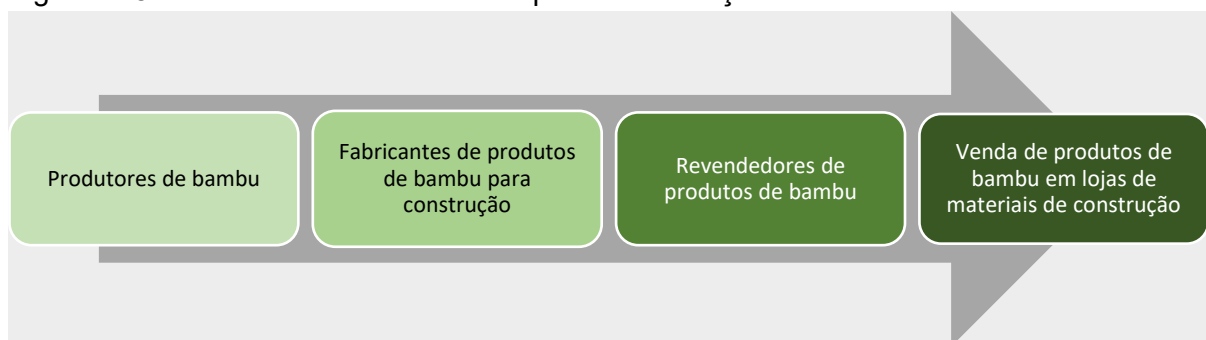 Produtores de bambu
Fabricantes de produtos
de bambu para
construção
Revendedores de
produtos de bambu
Venda de produtos de
bambu em lojas de
materiais de construção